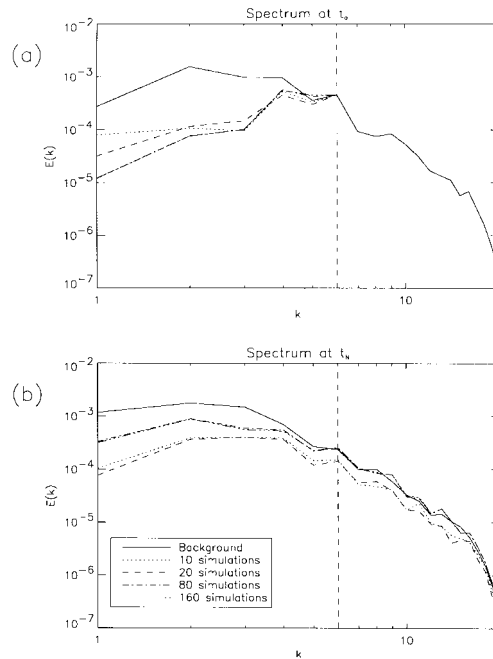 Spectrum at t₀
(a)
10⁻²
10⁻³
10⁻⁴
10⁻⁵
10⁻⁶
10⁻⁷
E(k)
1
10
k
Spectrum at t_N
(b)
10⁻²
10⁻³
10⁻⁴
10⁻⁵
10⁻⁶
10⁻⁷
E(k)
Background
10 simulations
20 simulations
80 simulations
160 simulations
1
10
k